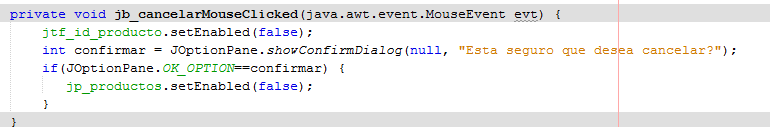 private void jb_cancelarMouseClicked(java.awt.event.MouseEvent evt) {
jtf_id_producto.setEnabled(false);
int confirmar = JOptionPane.showConfirmDialog(null, "Esta seguro que desea cancelar?");
if(JOptionPane.OK_OPTION==confirmar) {
jp_productos.setEnabled(false);
}
}